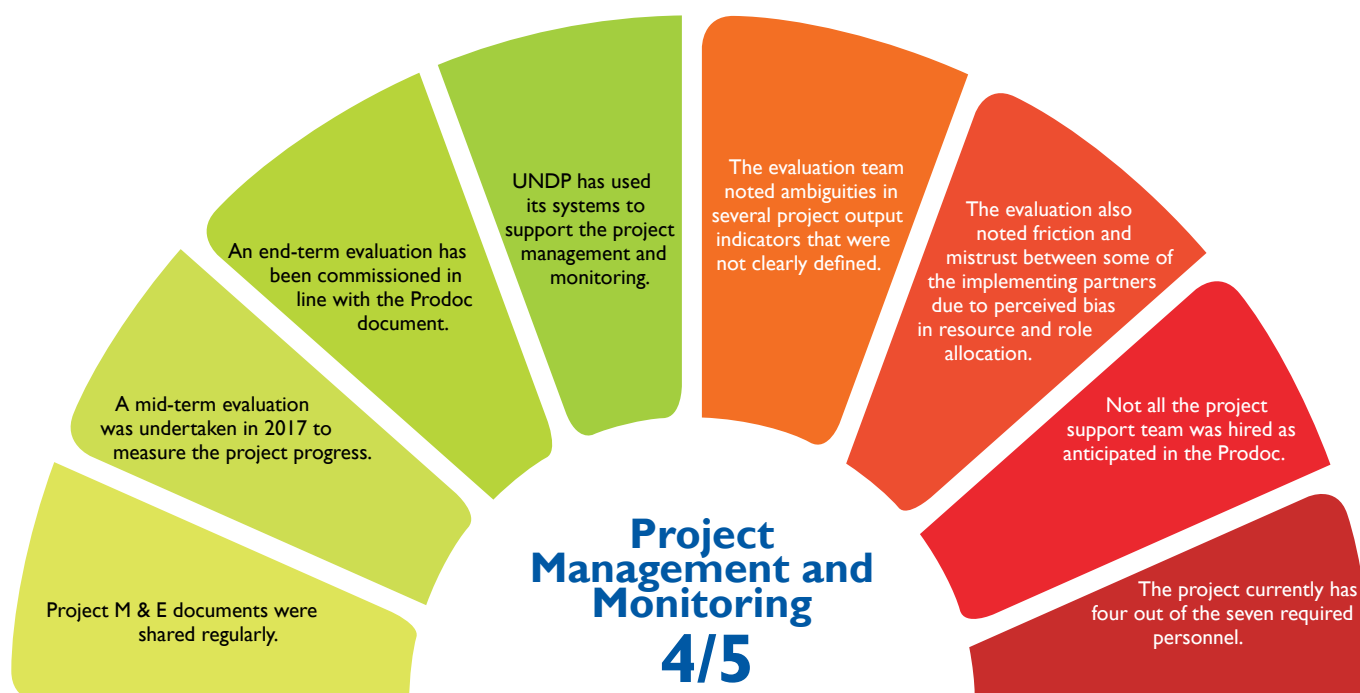 Project M & E documents were
shared regularly.
A mid-term evaluation
was undertaken in 2017 to
measure the project progress.
An end-term evaluation has
been commissioned in
line with the Prodoc
document.
UNDP has used
its systems to
support the project
management and
monitoring.
The evaluation team
noted ambiguities in
several project output
indicators that were
not clearly defined.
The evaluation also
noted friction and
mistrust between some of
the implementing partners
due to perceived bias
in resource and role
allocation.
Not all the project
support team was hired as
anticipated in the Prodoc.
The project currently has
four out of the seven required
personnel.
Project
Management and
Monitoring
4/5